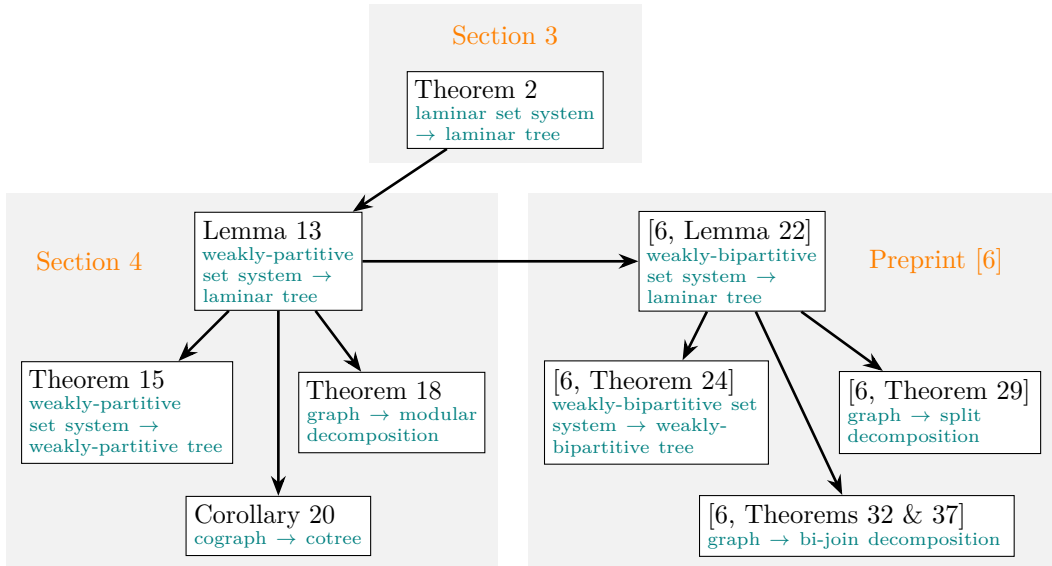 Section 3
Theorem 2
laminar set system
→ laminar tree
Section 4
Lemma 13
weakly-partitive
set system →
laminar tree
Theorem 15
weakly-partitive
set system →
weakly-partitive tree
Theorem 18
graph → modular
decomposition
Corollary 20
cograph → cotree
Preprint [6]
[6, Lemma 22]
weakly-bipartitive
set system →
laminar tree
[6, Theorem 24]
weakly-bipartitive set
system → weakly-
bipartitive tree
[6, Theorem 29]
graph → split
decomposition
[6, Theorems 32 & 37]
graph → bi-join decomposition